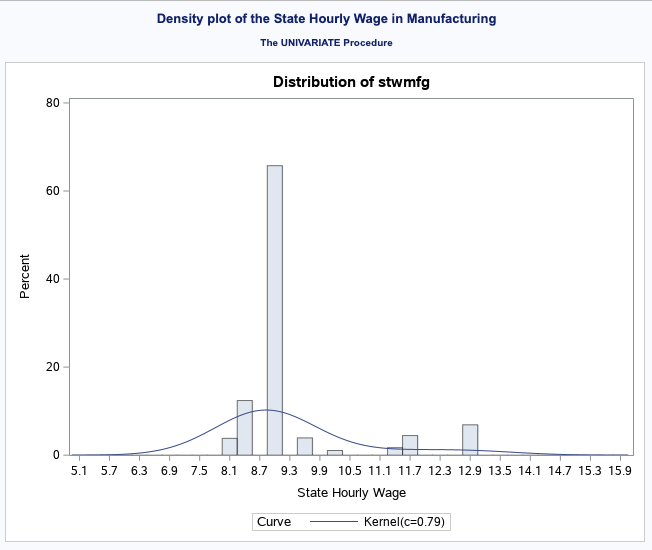 Density plot of the State Hourly Wage in Manufacturing
The UNIVARIATE Procedure
Distribution of stwmfg
80
60
40
20
0
Percent
5.1 5.7 6.3 6.9 7.5 8.1 8.7 9.3 9.9 10.5 11.1 11.7 12.3 12.9 13.5 14.1 14.7 15.3 15.9
State Hourly Wage
Curve Kernel(c=0.79)